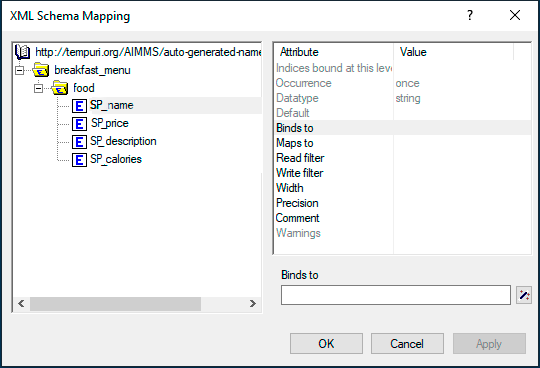 XML Schema Mapping
http://tempuri.org/AIMMS/auto-generated-name
breakfast_menu
food
SP_name
SP_price
SP_description
SP_calories
Attribute Value
Indices bound at this leve
Occurrence once
Datatype string
Default
Binds to
Maps to
Read filter
Write filter
Width
Precision
Comment
Warnings
Binds to
OK Cancel Apply